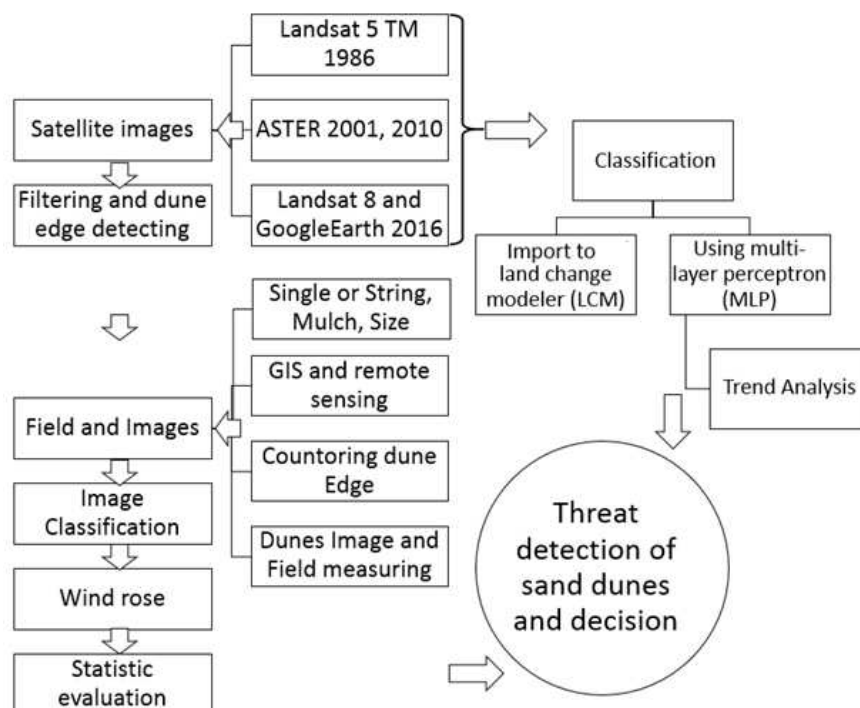 Landsat 5 TM
1986
Satellite images
ASTER 2001, 2010
Filtering and dune
edge detecting
Landsat 8 and
GoogleEarth 2016
Classification
Import to
land change
modeler (LCM)
Using multi-
layer perceptron
(MLP)
Trend Analysis
Single or String,
Mulch, Size
GIS and remote
sensing
Field and Images
Countoring dune
Edge
Image
Classification
Dunes Image and
Field measuring
Wind rose
Statistic
evaluation
Threat
detection of
sand dunes
and decision